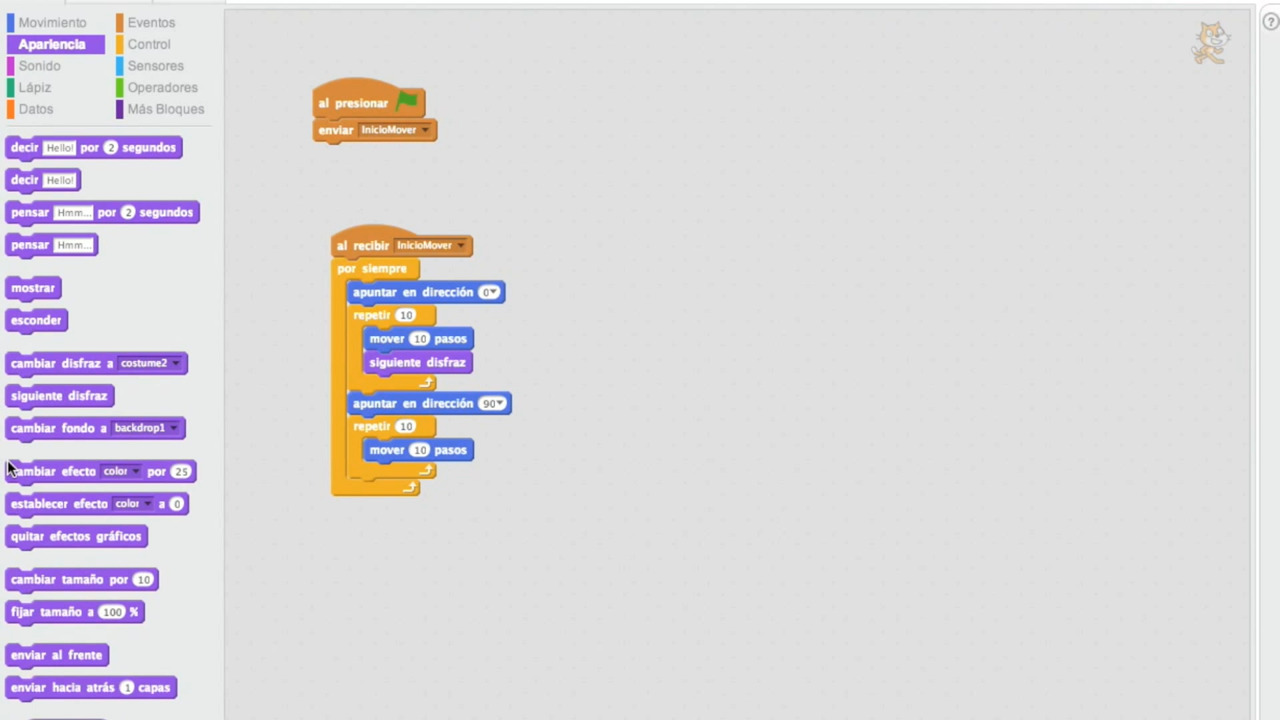 Movimiento
Eventos
Apariencia
Control
Sonido
Sensores
Lápiz
Operadores
Datos
Más Bloques
decir Hello! por 2 segundos
decir Hello!
pensar Hmm... por 2 segundos
pensar Hmm...
mostrar
esconder
cambiar disfraz a costume2
siguiente disfraz
cambiar fondo a backdrop1
cambiar efecto color por 25
establecer efecto color a 0
quitar efectos gráficos
cambiar tamaño por 10
fijar tamaño a 100 %
enviar al frente
enviar hacia atrás 1 capas
al presionar
enviar InicioMover
al recibir InicioMover
por siempre
apuntar en dirección 0
repetir 10
mover 10 pasos
siguiente disfraz
apuntar en dirección 90
repetir 10
mover 10 pasos
?